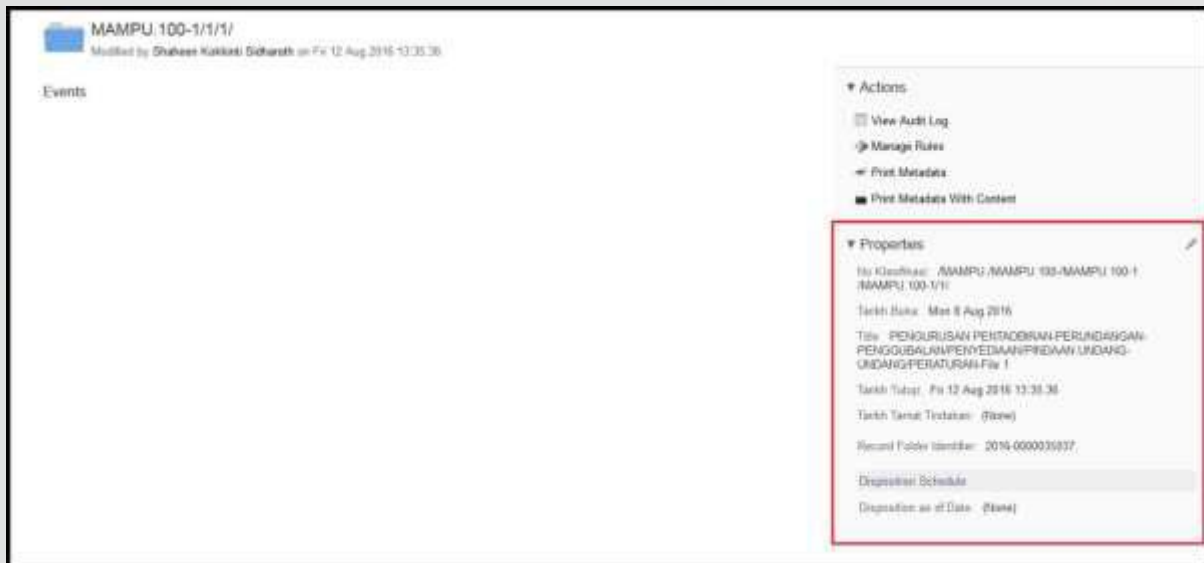 MAMPU.100-1/1/1/
Modified by Shaheen Kokkinti Sidharoth on Fri 12 Aug 2016 13:35:36
Events
Actions
View Audit Log
Manage Rules
Print Metadata
Print Metadata With Content
Properties
No Klasifikasi: /MAMPU /MAMPU 100-/MAMPU 100-1
/MAMPU.100-1/1/
Tarikh Buka: Mon 8 Aug 2016
Title: PENGURUSAN PENTADBIRAN-PERUNDANGAN-
PENGGUBALAN/PENYEDIAAN/PINDAAN UNDANG-
UNDANG/PERATURAN-File 1
Tarikh Tutup: Fri 12 Aug 2016 13:35:36
Tarikh Tamat Tindakan: (None)
Record Folder Identifier: 2016-0000035937
Disposition Schedule
Disposition as of Date: (None)